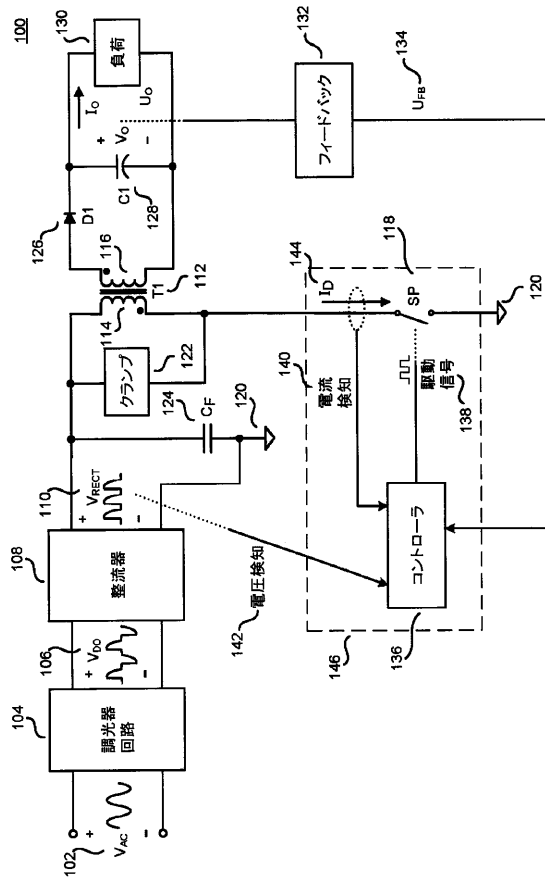 100
102
VAC
+
−
104
調光器
回路
106
+
VDO
−
108
整流器
110
+
VRECT
−
クランプ
122
124
CF
120
114
116
T1
112
126
D1
C1
128
+
VO
−
IO
UO
負荷
130
フィードバック
132
UFB
134
142
電圧検知
140
電流
検知
144
ID
SP
118
120
駆動
信号
138
コントローラ
136
146